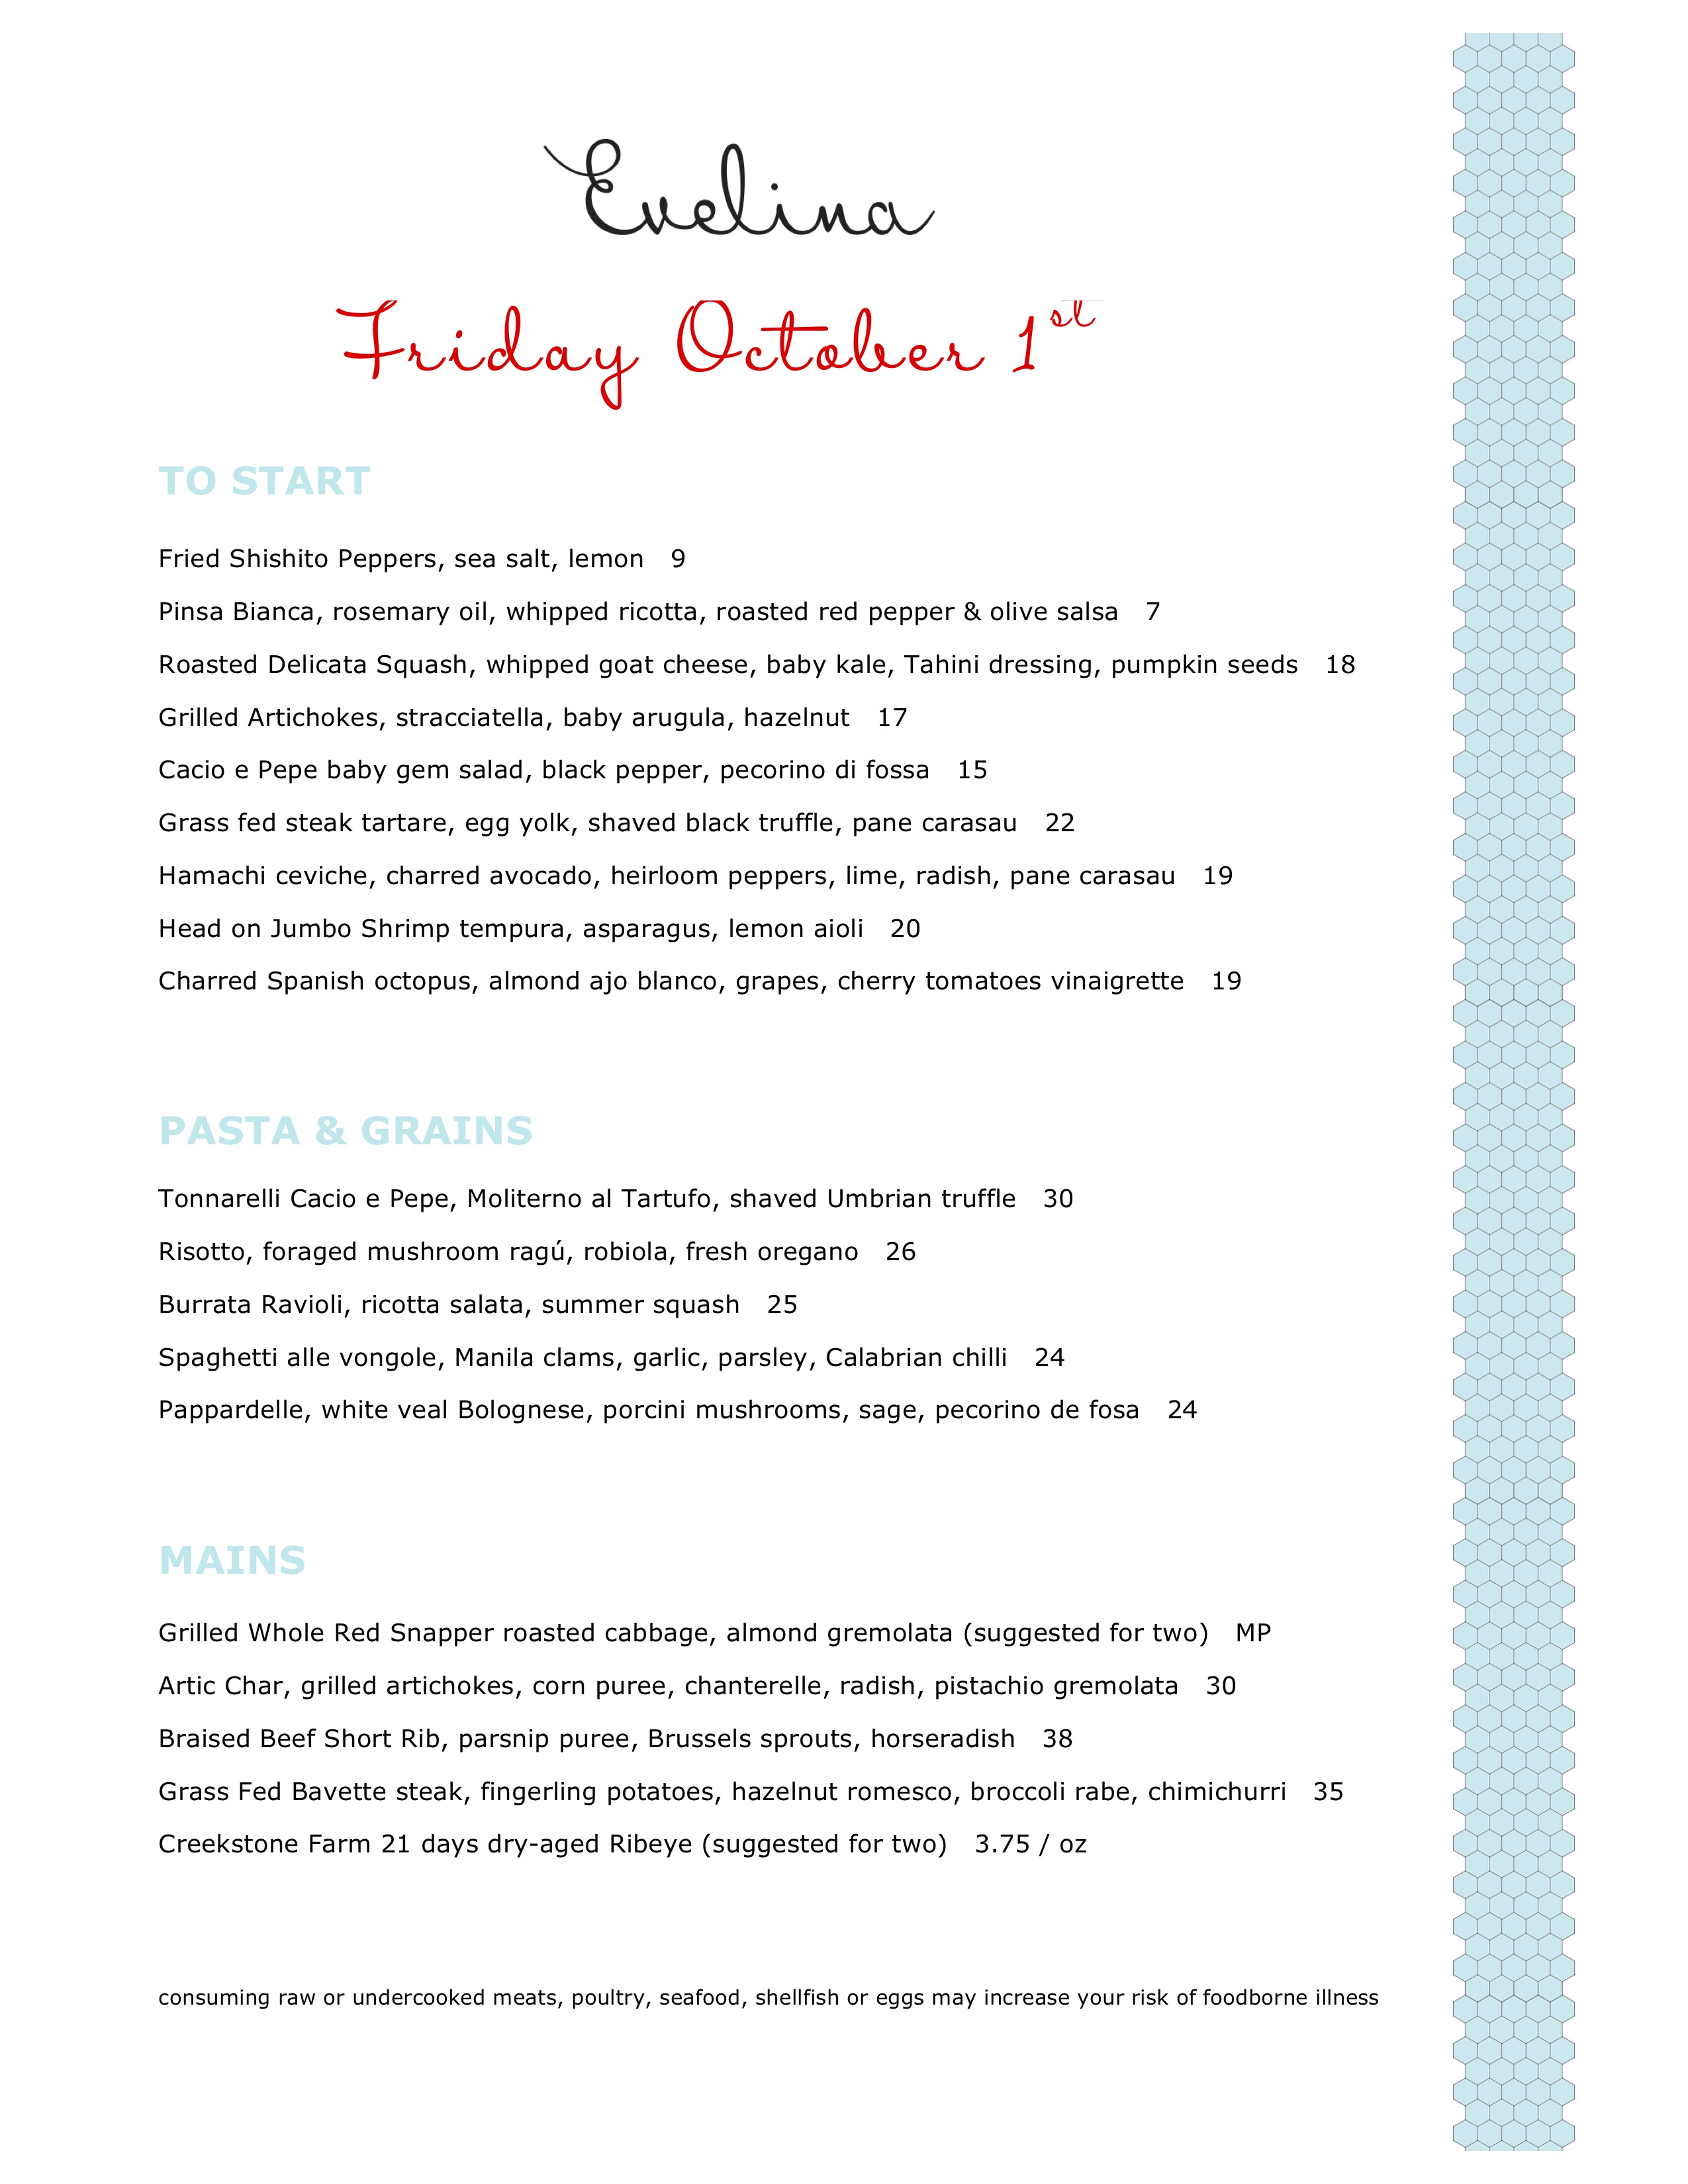 Evelina
Friday October 1st
TO START
Fried Shishito Peppers, sea salt, lemon 9
Pinsa Bianca, rosemary oil, whipped ricotta, roasted red pepper & olive salsa 7
Roasted Delicata Squash, whipped goat cheese, baby kale, Tahini dressing, pumpkin seeds 18
Grilled Artichokes, stracciatella, baby arugula, hazelnut 17
Cacio e Pepe baby gem salad, black pepper, pecorino di fossa 15
Grass fed steak tartare, egg yolk, shaved black truffle, pane carasau 22
Hamachi ceviche, charred avocado, heirloom peppers, lime, radish, pane carasau 19
Head on Jumbo Shrimp tempura, asparagus, lemon aioli 20
Charred Spanish octopus, almond ajo blanco, grapes, cherry tomatoes vinaigrette 19
PASTA & GRAINS
Tonnarelli Cacio e Pepe, Moliterno al Tartufo, shaved Umbrian truffle 30
Risotto, foraged mushroom ragú, robiola, fresh oregano 26
Burrata Ravioli, ricotta salata, summer squash 25
Spaghetti alle vongole, Manila clams, garlic, parsley, Calabrian chilli 24
Pappardelle, white veal Bolognese, porcini mushrooms, sage, pecorino de fosa 24
MAINS
Grilled Whole Red Snapper roasted cabbage, almond gremolata (suggested for two) MP
Artic Char, grilled artichokes, corn puree, chanterelle, radish, pistachio gremolata 30
Braised Beef Short Rib, parsnip puree, Brussels sprouts, horseradish 38
Grass Fed Bavette steak, fingerling potatoes, hazelnut romesco, broccoli rabe, chimichurri 35
Creekstone Farm 21 days dry-aged Ribeye (suggested for two) 3.75 / oz
consuming raw or undercooked meats, poultry, seafood, shellfish or eggs may increase your risk of foodborne illness